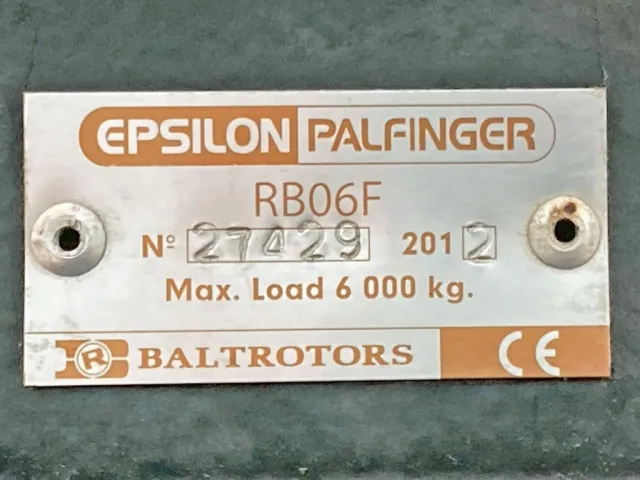 EPSILON PALFINGER
RB06F
Nº 27429 2012
Max. Load 6 000 kg.
R BALTROTORS CE